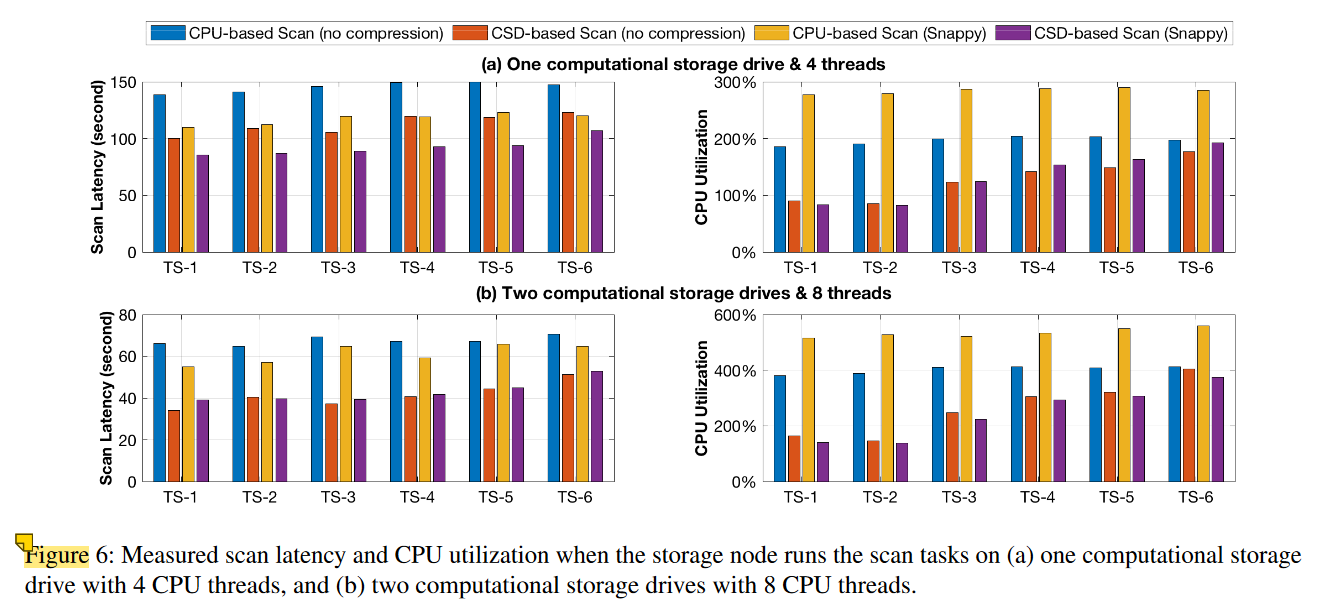 CPU-based Scan (no compression) CSD-based Scan (no compression) CPU-based Scan (Snappy) CSD-based Scan (Snappy)
(a) One computational storage drive & 4 threads
Scan Latency (second)
150
100
50
0
TS-1 TS-2 TS-3 TS-4 TS-5 TS-6
CPU Utilization
300%
200%
100%
0%
TS-1 TS-2 TS-3 TS-4 TS-5 TS-6
(b) Two computational storage drives & 8 threads
Scan Latency (second)
80
60
40
20
0
TS-1 TS-2 TS-3 TS-4 TS-5 TS-6
CPU Utilization
600%
400%
200%
0%
TS-1 TS-2 TS-3 TS-4 TS-5 TS-6
Figure 6: Measured scan latency and CPU utilization when the storage node runs the scan tasks on (a) one computational storage
drive with 4 CPU threads, and (b) two computational storage drives with 8 CPU threads.